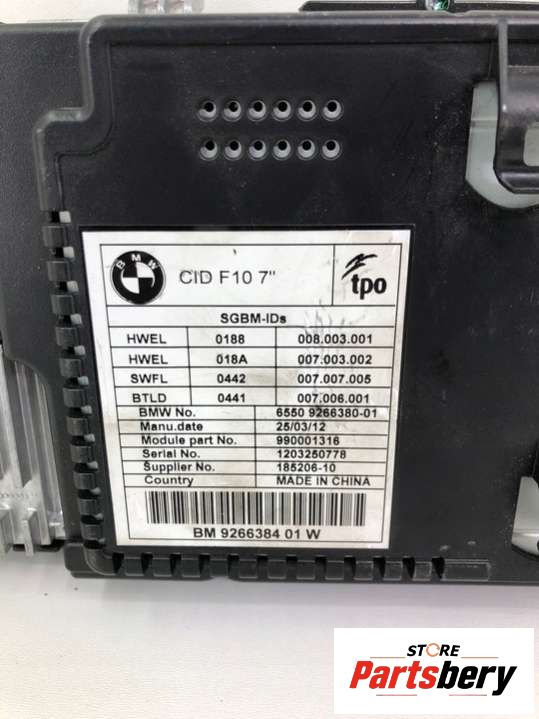 BMW
CID F10 7"
tpo
SGBM-IDs
HWEL 0188 008.003.001
HWEL 018A 007.003.002
SWFL 0442 007.007.005
BTLD 0441 007.006.001
BMW No. 6550 9266380-01
Manu.date 25/03/12
Module part No. 990001316
Serial No. 1203250778
Supplier No. 185206-10
Country MADE IN CHINA
BM 9266384 01 W
STORE
Partsbery